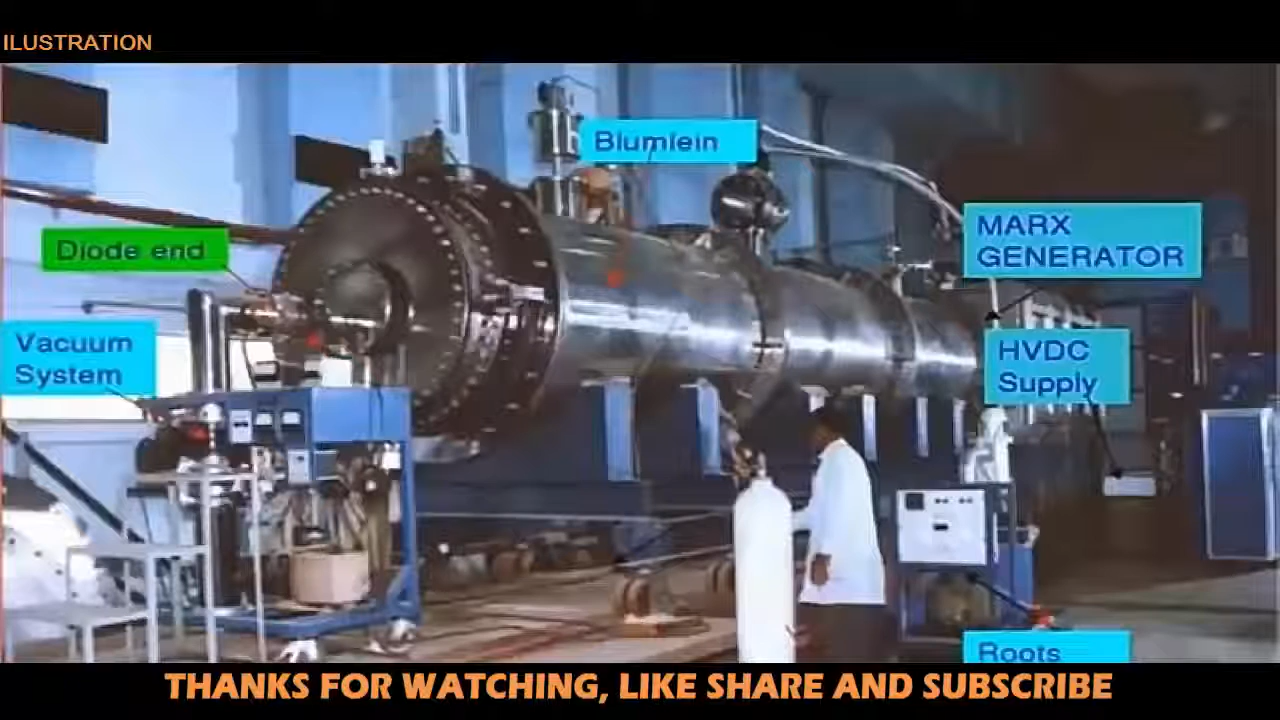 ILUSTRATION
Blumlein
MARX
GENERATOR
Diode end
Vacuum
System
HVDC
Supply
Roots
THANKS FOR WATCHING, LIKE SHARE AND SUBSCRIBE